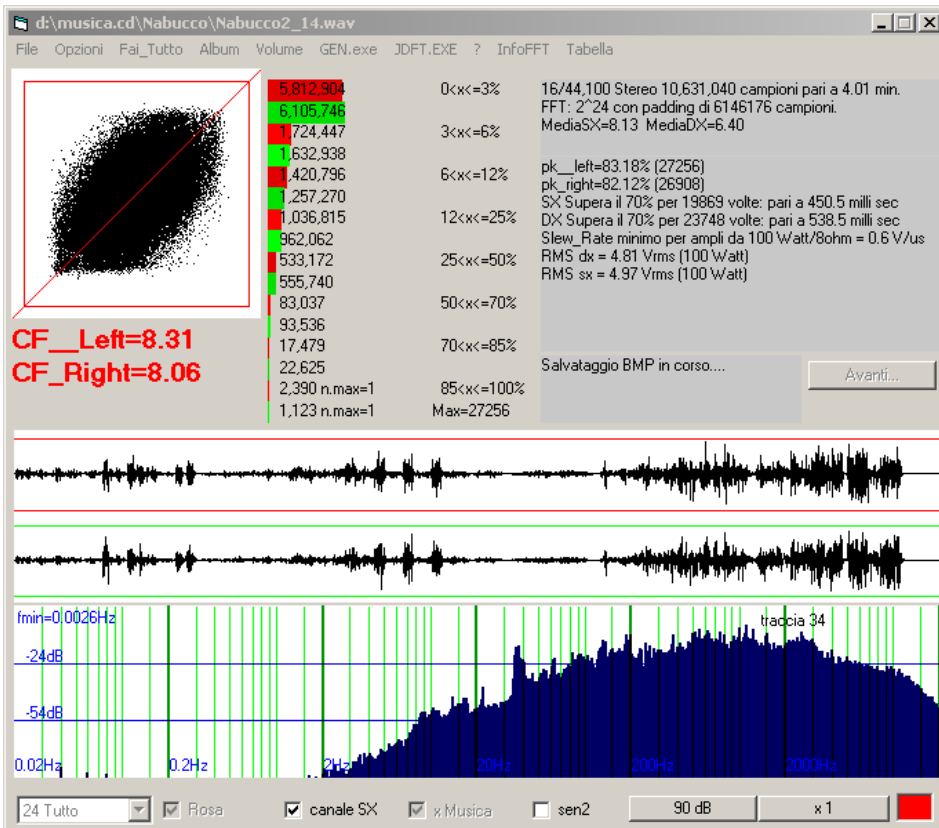 d:\musica.cd\Nabucco\Nabucco2_14.wav
File Opzioni Fai_Tutto Album Volume GEN.exe JDFT.EXE ? InfoFFT Tabella
5,812,904 0<x<=3%
6,105,746
1,724,447 3<x<=6%
1,632,938
1,420,796 6<x<=12%
1,257,270
1,036,815 12<x<=25%
962,062
533,172 25<x<=50%
555,740
83,037 50<x<=70%
93,536
17,479 70<x<=85%
22,625
2,390 n.max=1 85<x<=100%
1,123 n.max=1 Max=27256
CF__Left=8.31
CF_Right=8.06
16/44,100 Stereo 10,631,040 campioni pari a 4.01 min.
FFT: 2^24 con padding di 6146176 campioni.
MediaSX=8.13 MediaDX=6.40
pk__left=83.18% (27256)
pk_right=82.12% (26908)
SX Supera il 70% per 19869 volte: pari a 450.5 milli sec
DX Supera il 70% per 23748 volte: pari a 538.5 milli sec
Slew_Rate minimo per ampli da 100 Watt/8ohm = 0.6 V/us
RMS dx = 4.81 Vrms (100 Watt)
RMS sx = 4.97 Vrms (100 Watt)
Salvataggio BMP in corso....
Avanti...
fmin=0.0026Hz
traccia 34
-24dB
-54dB
0.02Hz 0.2Hz 2Hz 20Hz 200Hz 2000Hz
24 Tutto Rosa canale SX x Musica sen2 90 dB x 1